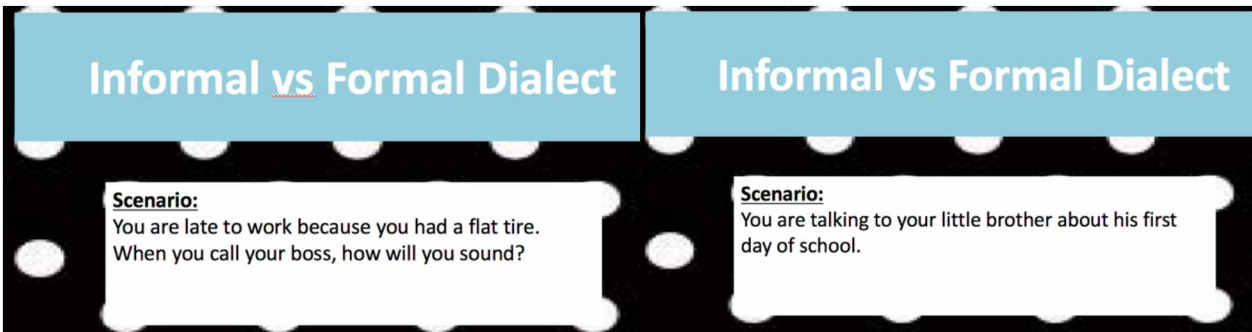 Informal vs Formal Dialect
Scenario:
You are late to work because you had a flat tire.
When you call your boss, how will you sound?
Informal vs Formal Dialect
Scenario:
You are talking to your little brother about his first
day of school.